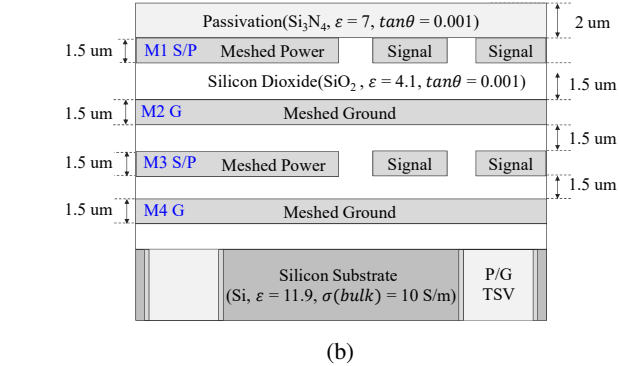 Passivation(Si₃N₄, ε = 7, tanθ = 0.001)
2 um
1.5 um
M1 S/P
Meshed Power
Signal
Signal
Silicon Dioxide(SiO₂ , ε = 4.1, tanθ = 0.001)
1.5 um
1.5 um
M2 G
Meshed Ground
1.5 um
1.5 um
M3 S/P
Meshed Power
Signal
Signal
1.5 um
1.5 um
M4 G
Meshed Ground
Silicon Substrate
(Si, ε = 11.9, σ(bulk) = 10 S/m)
P/G
TSV
(b)